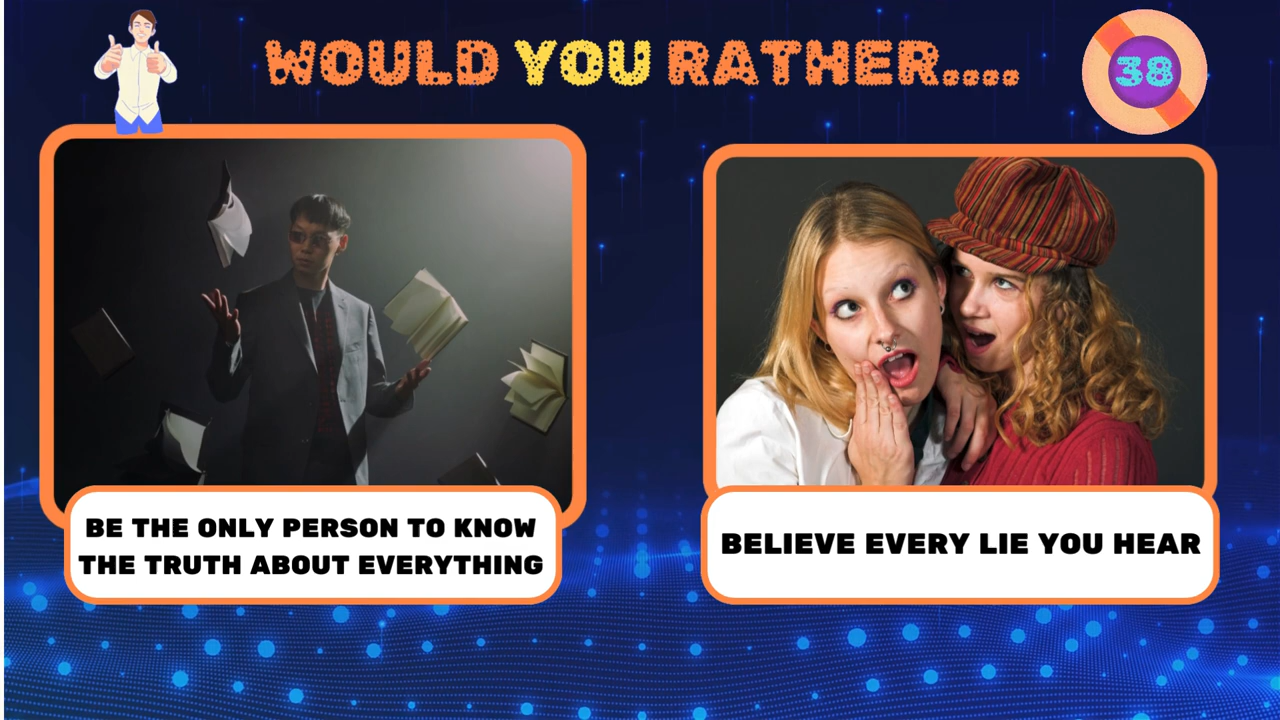 WOULD YOU RATHER....
38
BE THE ONLY PERSON TO KNOW
THE TRUTH ABOUT EVERYTHING
BELIEVE EVERY LIE YOU HEAR